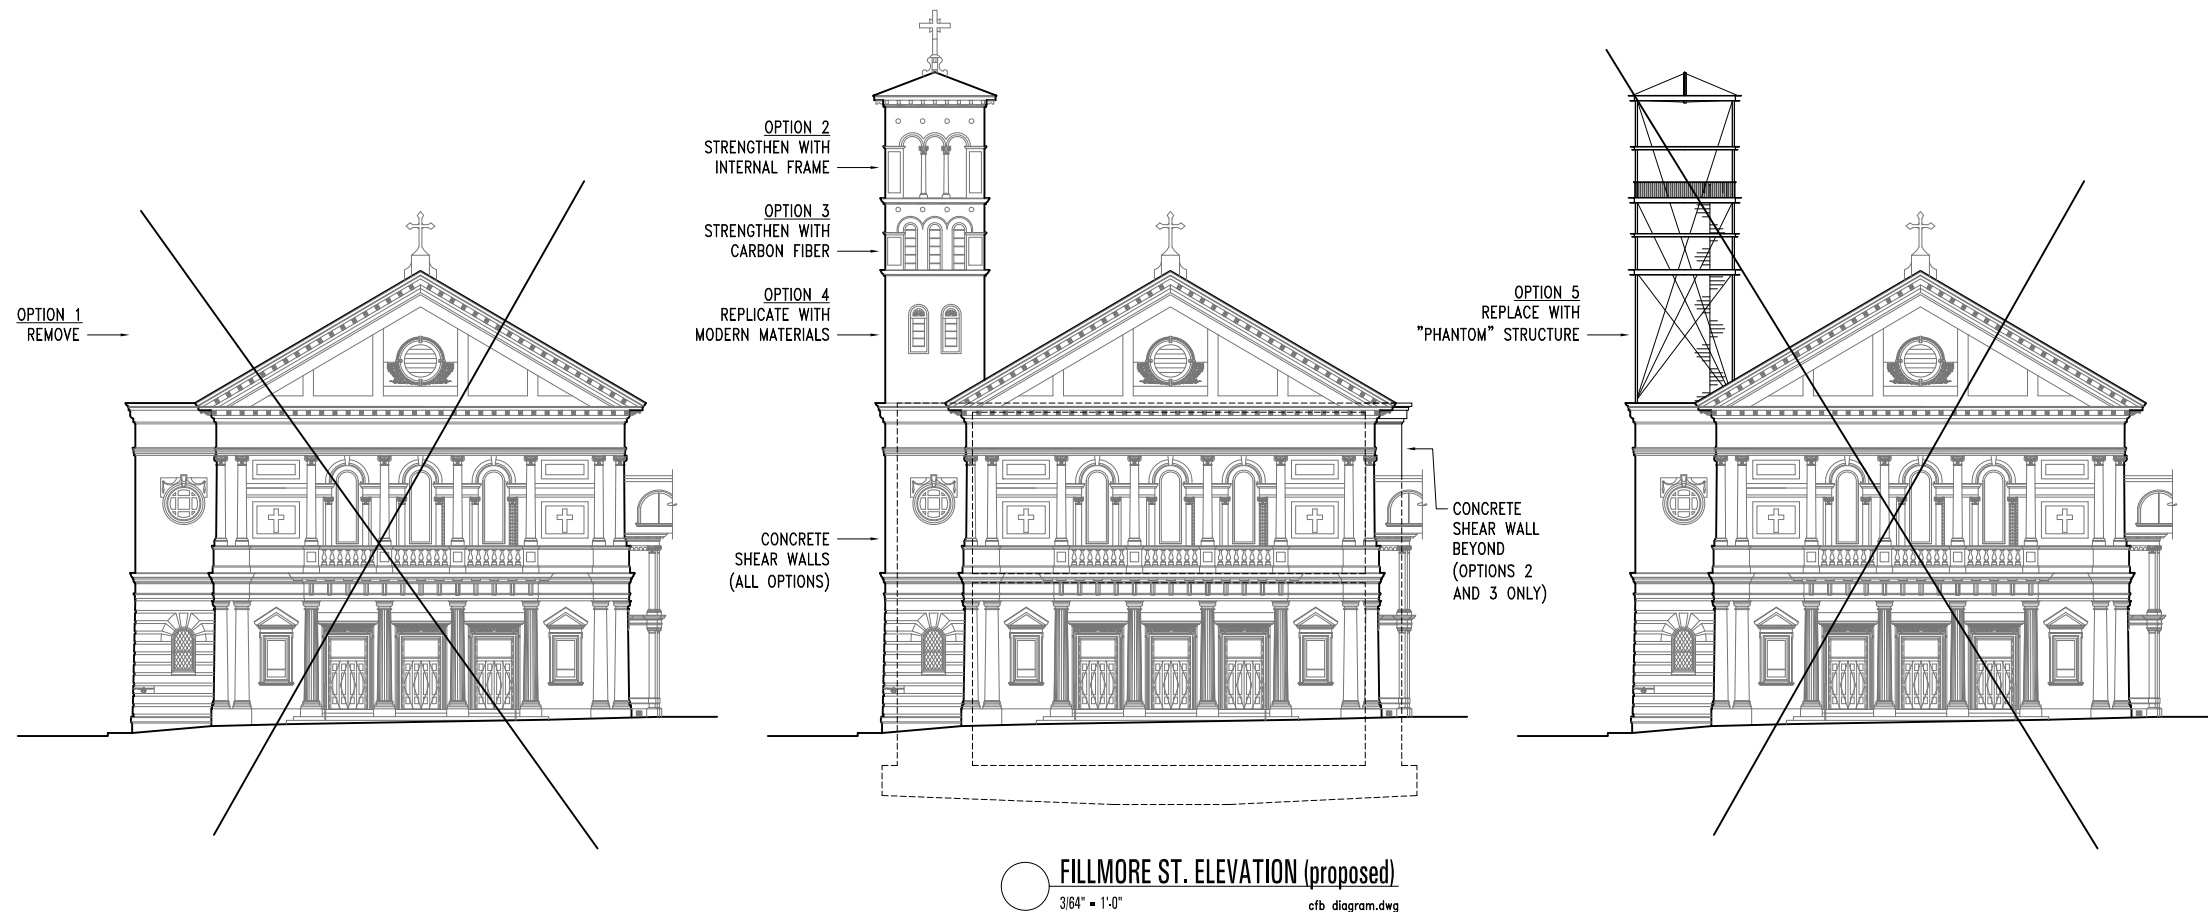 OPTION 1
REMOVE
OPTION 2
STRENGTHEN WITH
INTERNAL FRAME
OPTION 3
STRENGTHEN WITH
CARBON FIBER
OPTION 4
REPLICATE WITH
MODERN MATERIALS
CONCRETE
SHEAR WALLS
(ALL OPTIONS)
CONCRETE
SHEAR WALL
BEYOND
(OPTIONS 2
AND 3 ONLY)
OPTION 5
REPLACE WITH
"PHANTOM" STRUCTURE
FILLMORE ST. ELEVATION (proposed)
3/64" = 1'-0"
cfb diagram.dwg